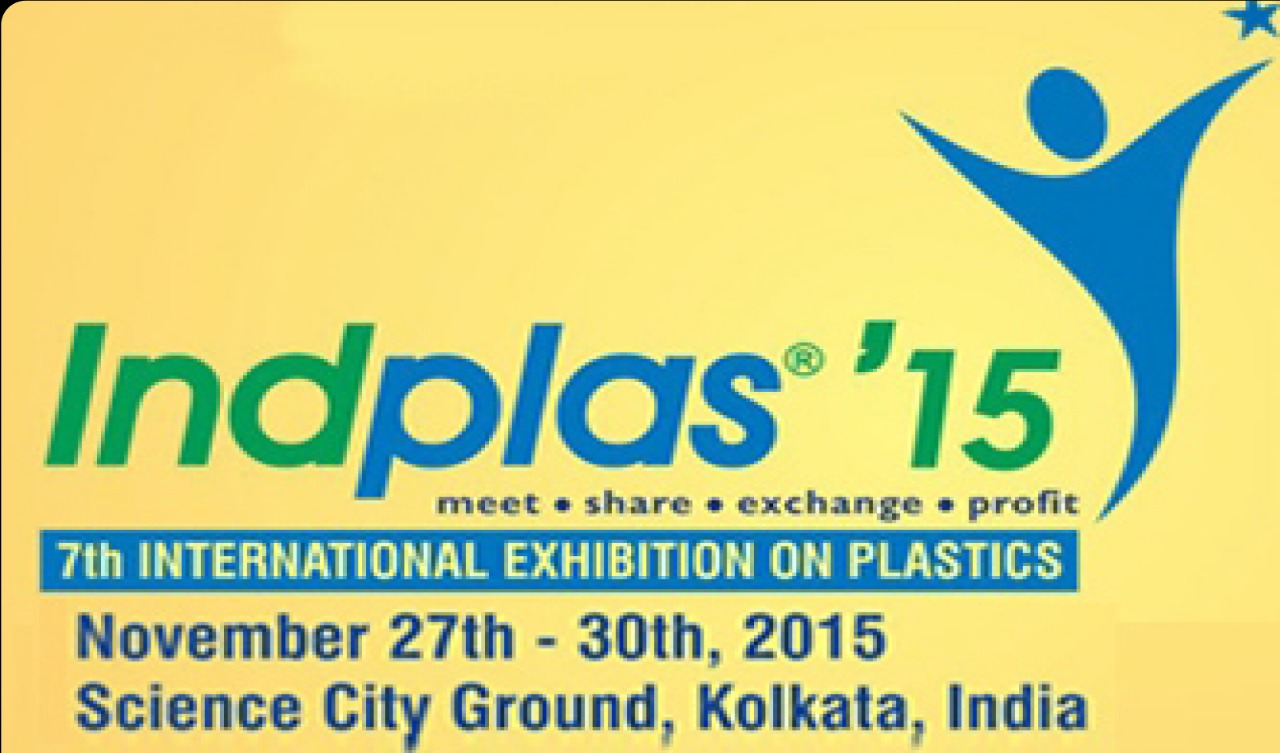 Indplas® '15
meet • share • exchange • profit
7th INTERNATIONAL EXHIBITION ON PLASTICS
November 27th - 30th, 2015
Science City Ground, Kolkata, India